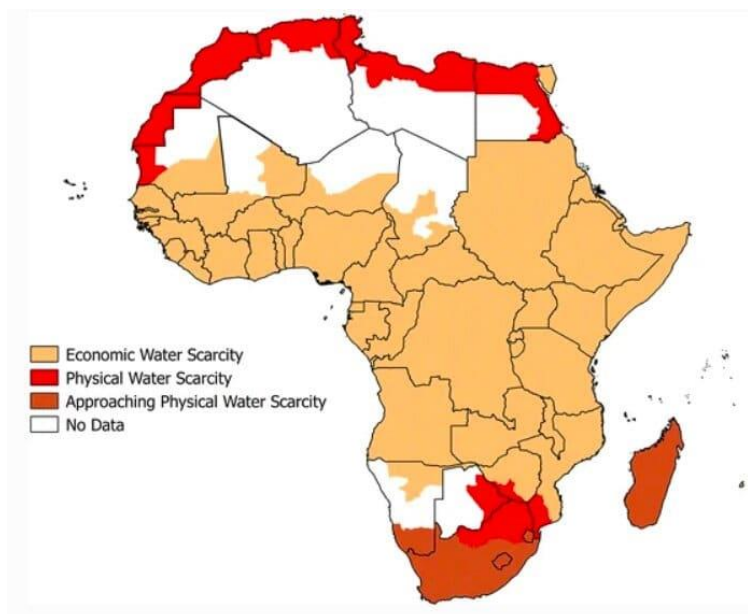 Economic Water Scarcity
Physical Water Scarcity
Approaching Physical Water Scarcity
No Data